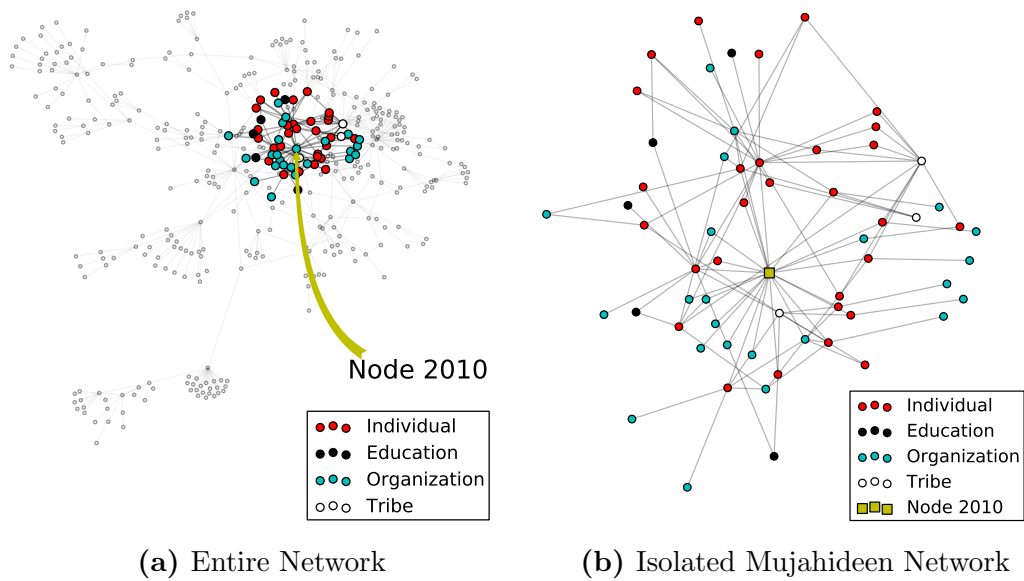 Node 2010
Individual
Education
Organization
Tribe
(a) Entire Network
Individual
Education
Organization
Tribe
Node 2010
(b) Isolated Mujahideen Network